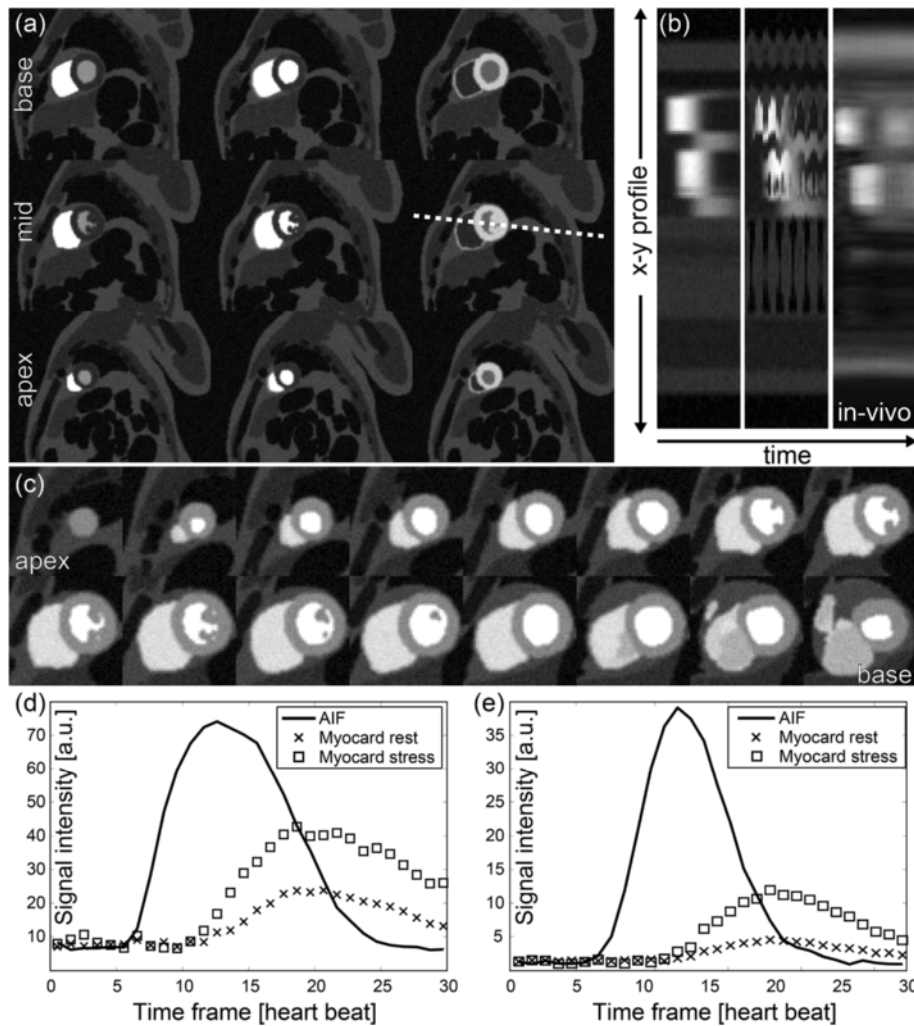 (a)
base
mid
apex
x-y profile
(b)
in-vivo
time
(c)
apex
base
(d)
Signal intensity [a.u.]
70
60
50
40
30
20
10
AIF
Myocard rest
Myocard stress
0 5 10 15 20 25 30
Time frame [heart beat]
(e)
Signal intensity [a.u.]
35
30
25
20
15
10
5
AIF
Myocard rest
Myocard stress
0 5 10 15 20 25 30
Time frame [heart beat]